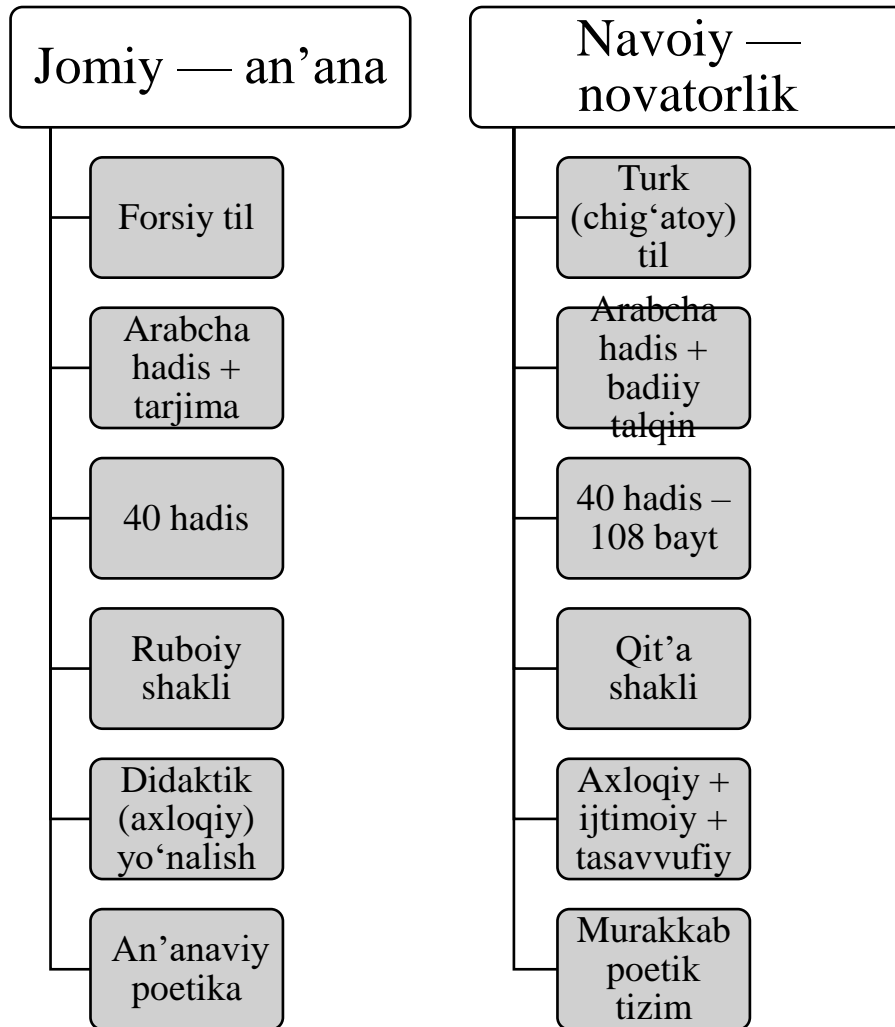 Jomiy — an’ana
Forsiy til
Arabcha
hadis +
tarjima
40 hadis
Ruboiy
shakli
Didaktik
(axloqiy)
yo‘nalish
An’anaviy
poetika
Navoiy —
novatorlik
Turk
(chig‘atoy)
til
Arabcha
hadis +
badiiy
talqin
40 hadis –
108 bayt
Qit’a
shakli
Axloqiy +
ijtimoiy +
tasavvufiy
Murakkab
poetik
tizim